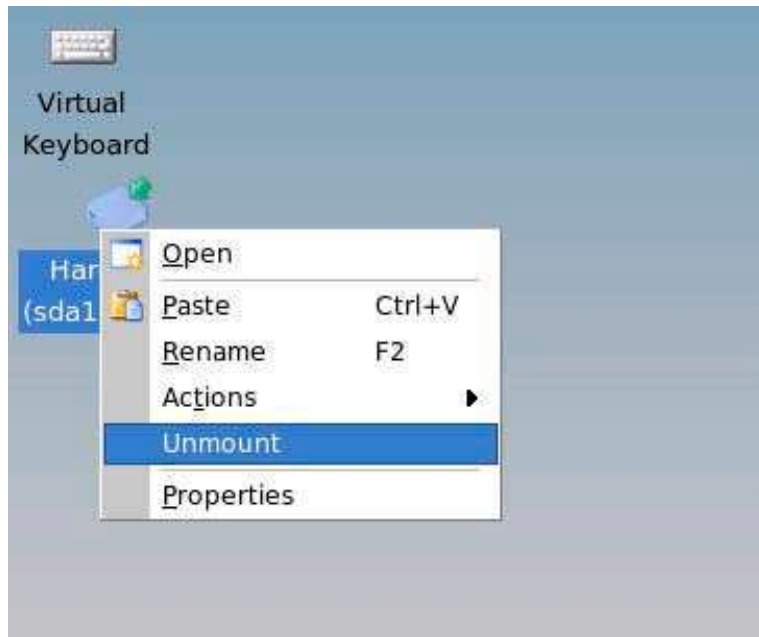 Virtual
Keyboard
Har
(sda1
Open
Paste Ctrl+V
Rename F2
Actions
Unmount
Properties